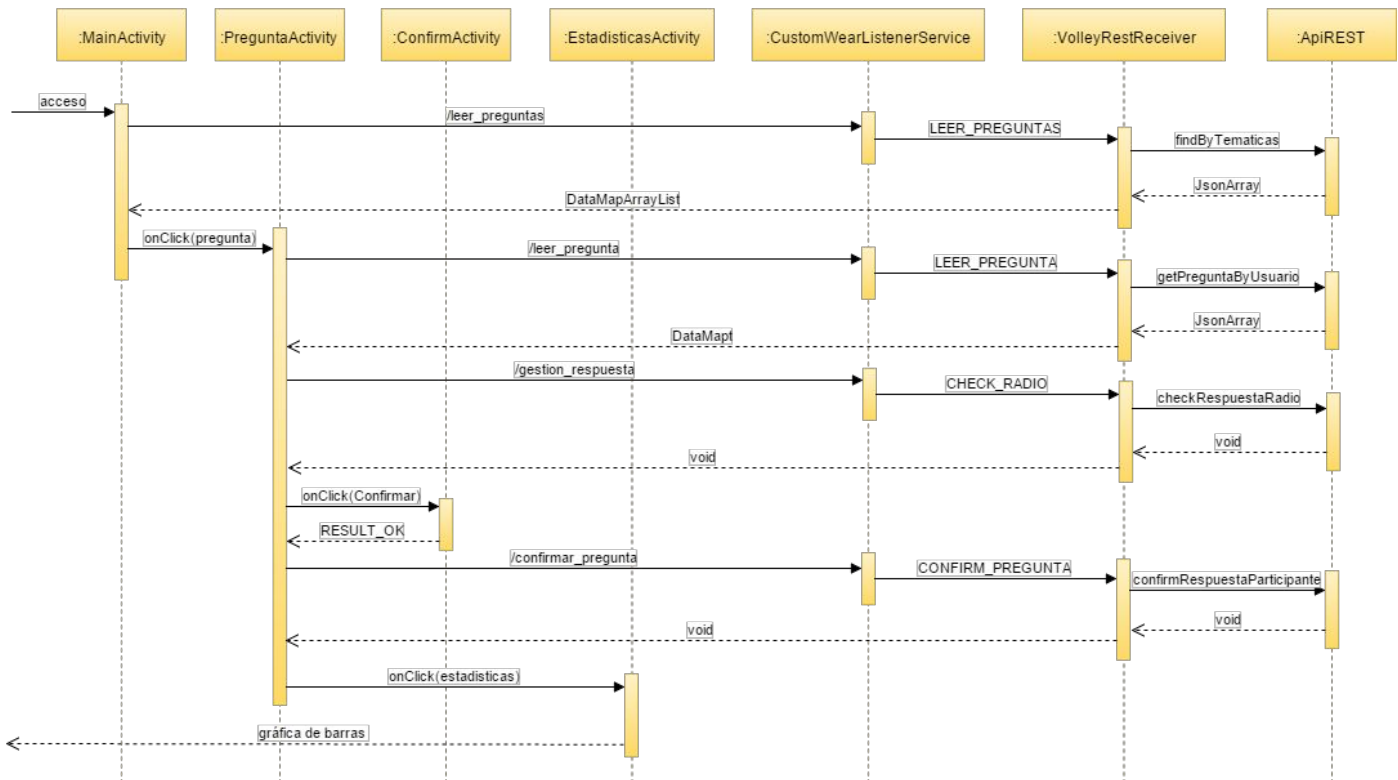 :MainActivity
:PreguntaActivity
:ConfirmActivity
:EstadisticasActivity
:CustomWearListenerService
:VolleyRestReceiver
:ApiREST
acceso
/leer_preguntas
LEER_PREGUNTAS
findByTematicas
JsonArray
DataMapArrayList
onClick(pregunta)
/leer_pregunta
LEER_PREGUNTA
getPreguntaByUsuario
JsonArray
DataMapt
/gestion_respuesta
CHECK_RADIO
checkRespuestaRadio
void
void
onClick(Confirmar)
RESULT_OK
/confirmar_pregunta
CONFIRM_PREGUNTA
confirmRespuestaParticipante
void
void
onClick(estadisticas)
gráfica de barras